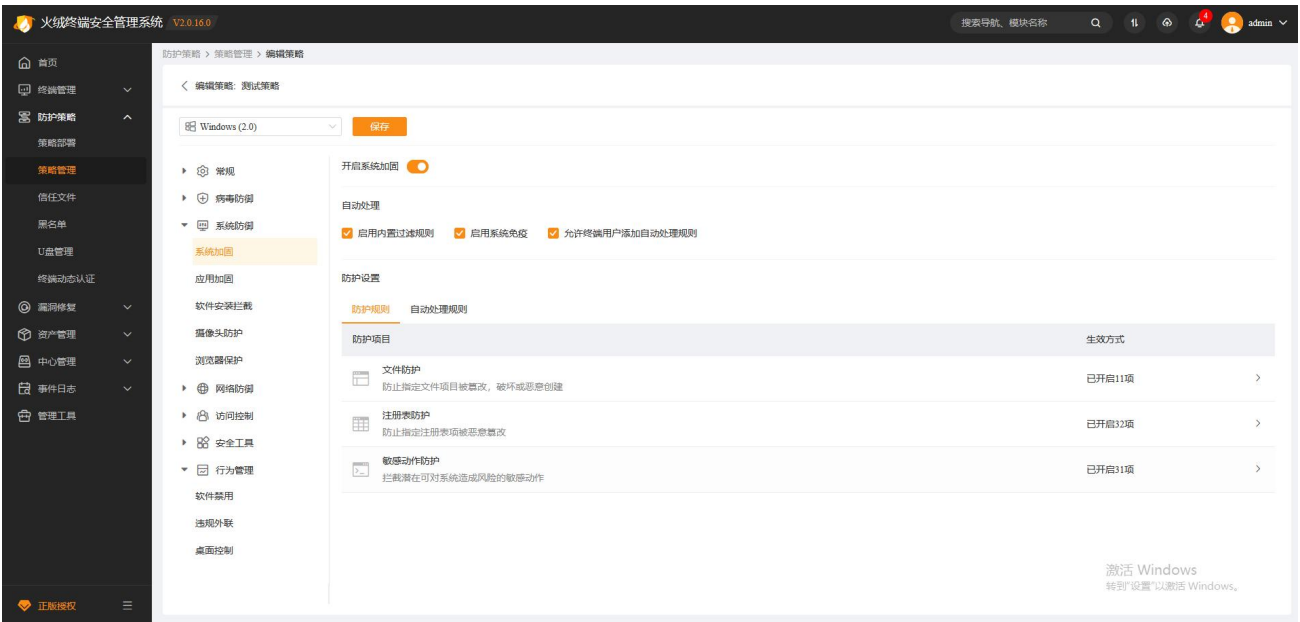 火绒终端安全管理系统 V2.0.16.0
搜索导航、模块名称
4
admin
首页
终端管理
防护策略
策略部署
策略管理
信任文件
黑名单
U盘管理
终端动态认证
漏洞修复
资产管理
中心管理
事件日志
管理工具
正版授权
防护策略 > 策略管理 > 编辑策略
编辑策略: 测试策略
Windows (2.0)
保存
常规
病毒防御
系统防御
系统加固
应用加固
软件安装拦截
摄像头防护
浏览器保护
网络防御
访问控制
安全工具
行为管理
软件禁用
违规外联
桌面控制
开启系统加固
自动处理
启用内置过滤规则 启用系统免疫 允许终端用户添加自动处理规则
防护设置
防护规则 自动处理规则
防护项目 生效方式
文件防护
防止指定文件项目被篡改，破坏或恶意创建
已开启11项
注册表防护
防止指定注册表项被恶意篡改
已开启32项
敏感动作防护
拦截潜在可对系统造成风险的敏感动作
已开启31项
激活 Windows
转到"设置"以激活 Windows。